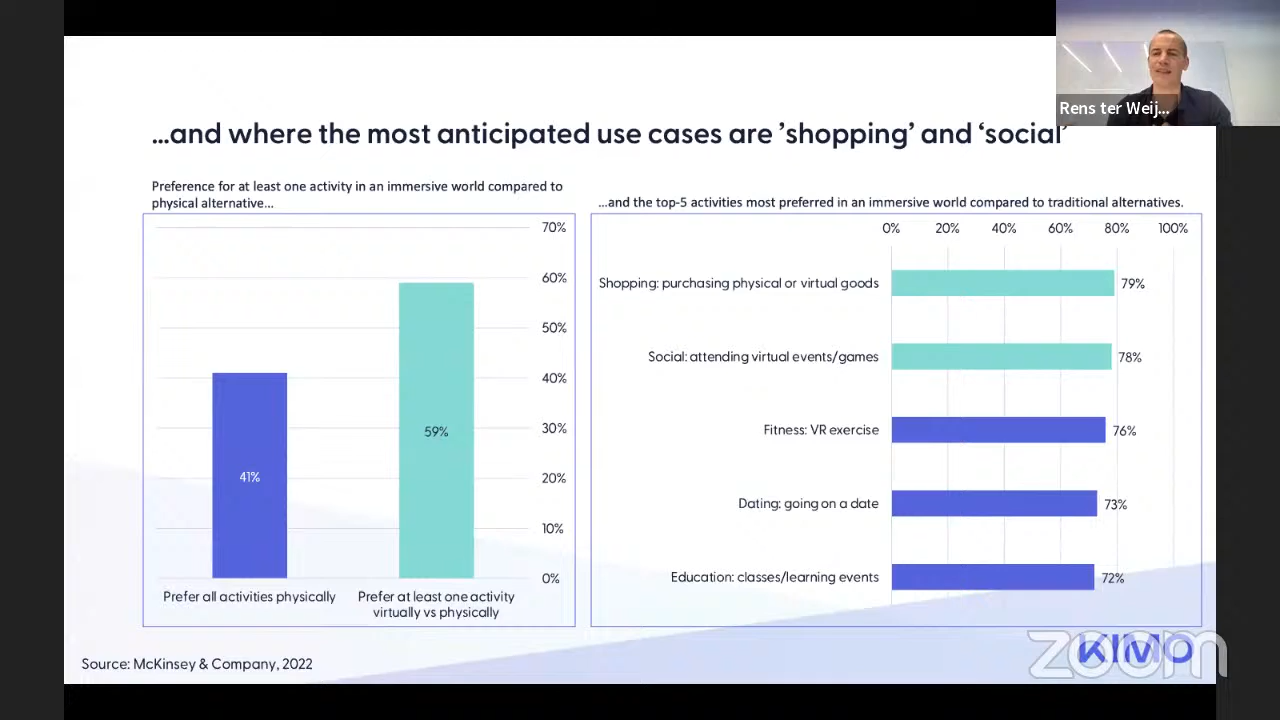 Rens ter Weij...
...and where the most anticipated use cases are ’shopping’ and ‘social’
Preference for at least one activity in an immersive world compared to
physical alternative...
70%
60%
50%
40%
30%
20%
10%
0%
41%
59%
Prefer all activities physically
Prefer at least one activity
virtually vs physically
...and the top-5 activities most preferred in an immersive world compared to traditional alternatives.
0% 20% 40% 60% 80% 100%
Shopping: purchasing physical or virtual goods 79%
Social: attending virtual events/games 78%
Fitness: VR exercise 76%
Dating: going on a date 73%
Education: classes/learning events 72%
Source: McKinsey & Company, 2022
KIMO
zoom